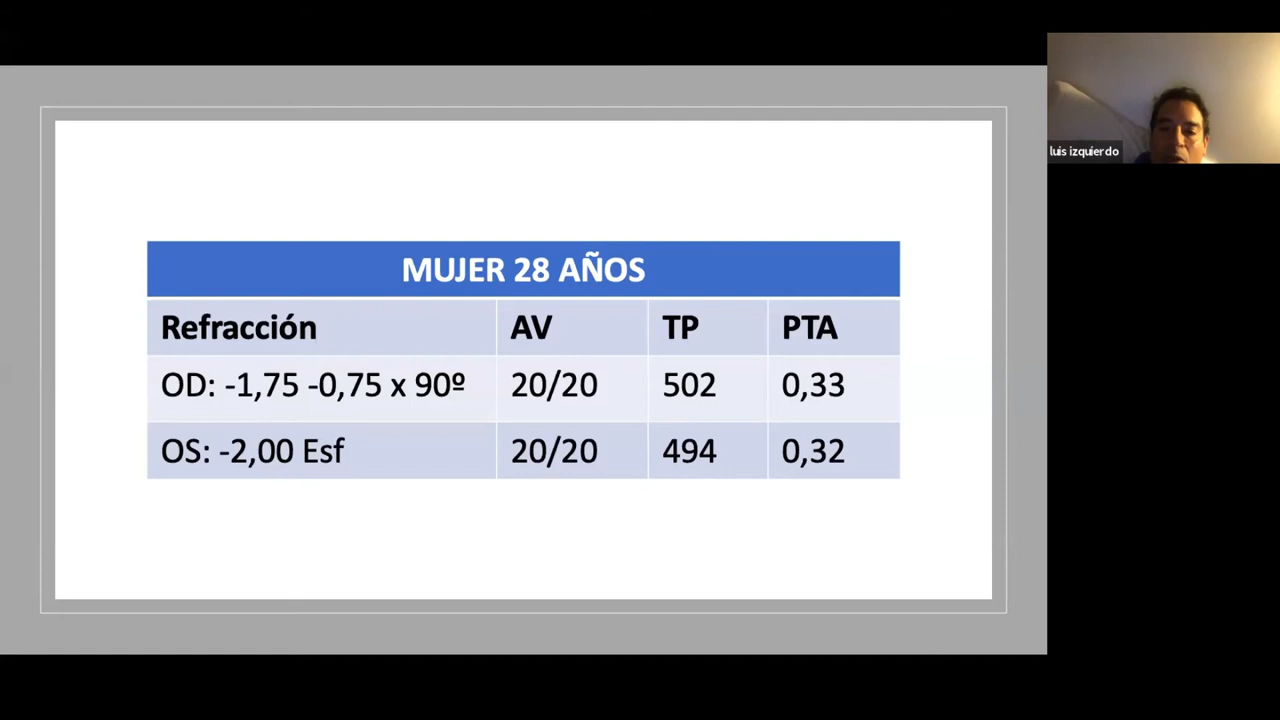 MUJER 28 AÑOS
Refracción AV TP PTA
OD: -1,75 -0,75 x 90º 20/20 502 0,33
OS: -2,00 Esf 20/20 494 0,32
luis izquierdo